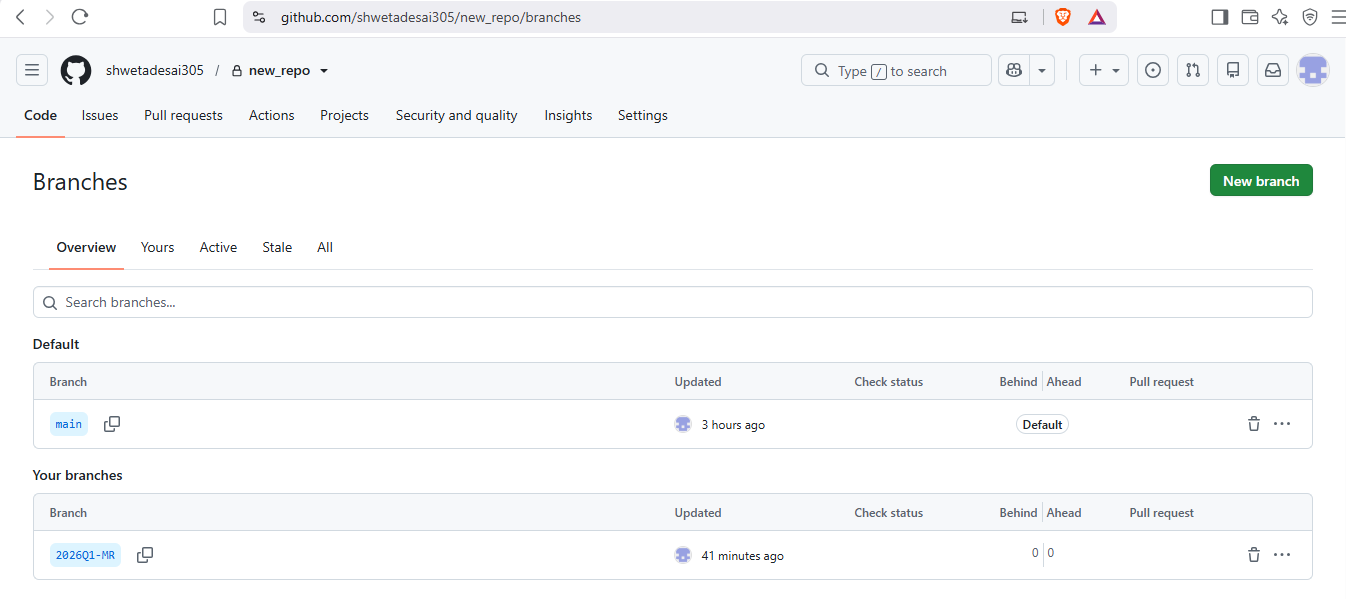 github.com/shwetadesai305/new_repo/branches
shwetadesai305 / new_repo
Type / to search
Code Issues Pull requests Actions Projects Security and quality Insights Settings
Branches
New branch
Overview Yours Active Stale All
Search branches...
Default
Branch Updated Check status Behind Ahead Pull request
main 3 hours ago Default
Your branches
Branch Updated Check status Behind Ahead Pull request
2026Q1-MR 41 minutes ago 0 0